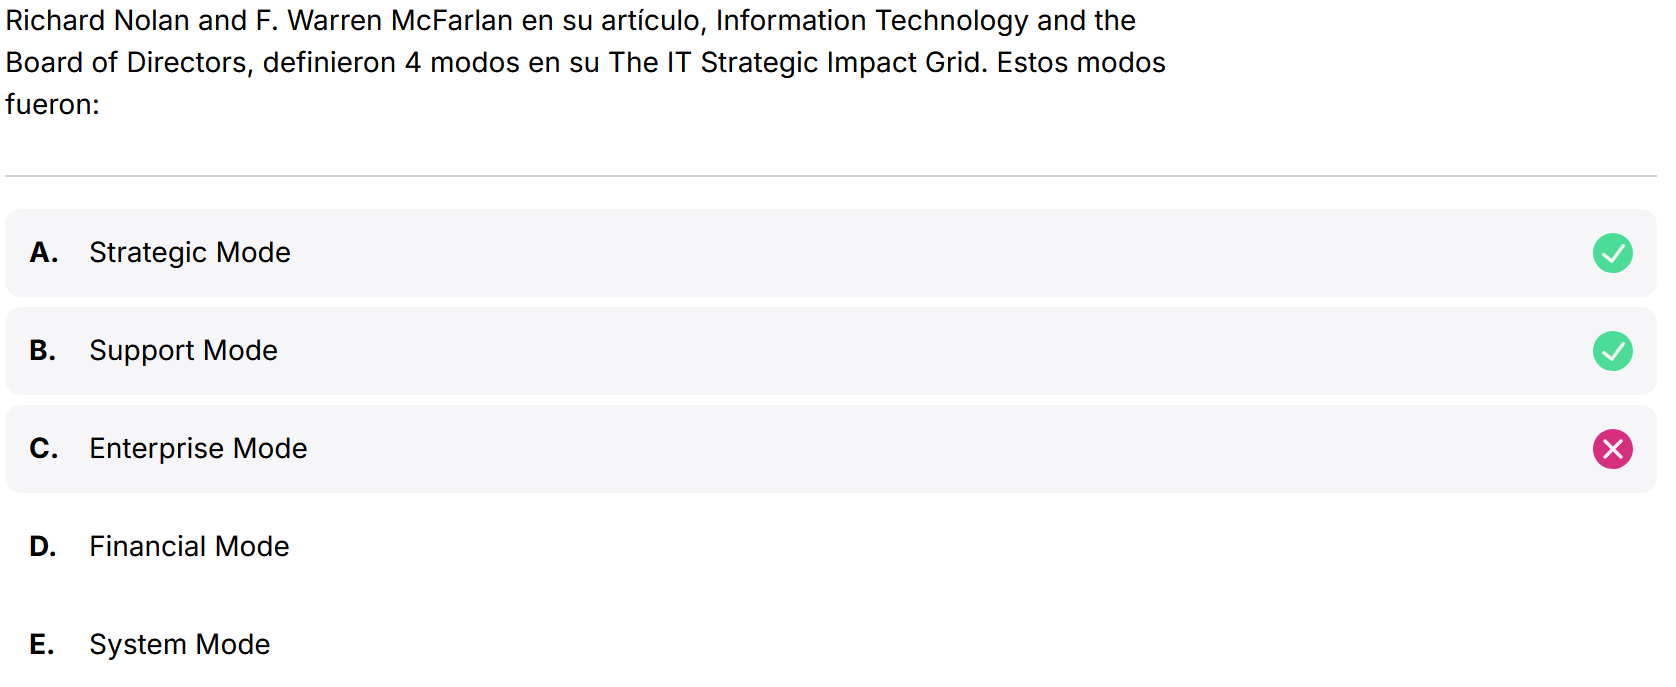 Richard Nolan and F. Warren McFarlan en su artículo, Information Technology and the
Board of Directors, definieron 4 modos en su The IT Strategic Impact Grid. Estos modos
fueron:
A. Strategic Mode
B. Support Mode
C. Enterprise Mode
D. Financial Mode
E. System Mode